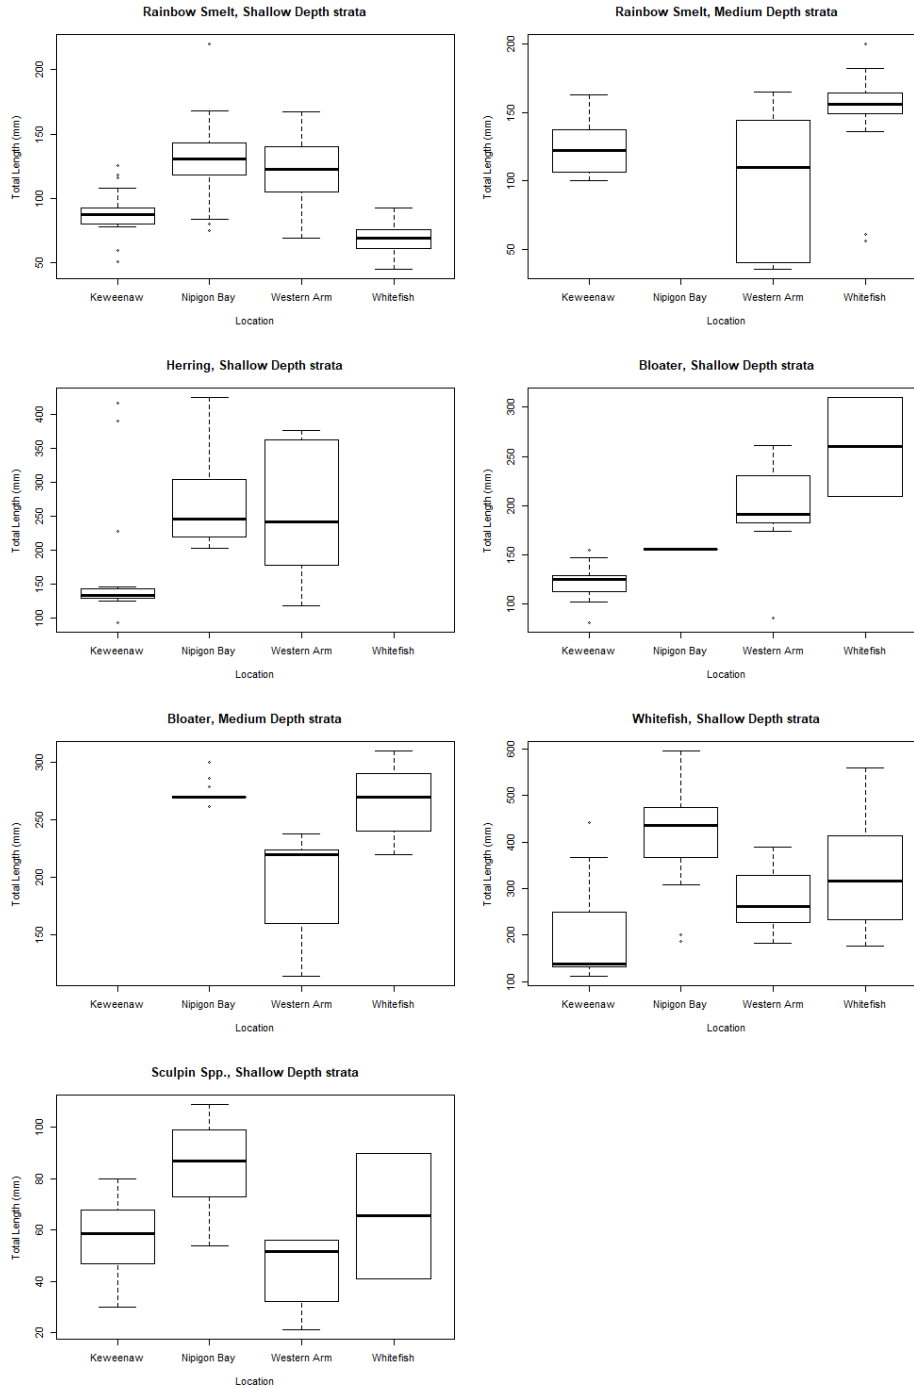 Rainbow Smelt, Shallow Depth strata
Total Length (mm)
200
150
100
50
Keweenaw Nipigon Bay Western Arm Whitefish
Location
Rainbow Smelt, Medium Depth strata
Total Length (mm)
200
150
100
50
Keweenaw Nipigon Bay Western Arm Whitefish
Location
Herring, Shallow Depth strata
Total Length (mm)
400
350
300
250
200
150
100
Keweenaw Nipigon Bay Western Arm Whitefish
Location
Bloater, Shallow Depth strata
Total Length (mm)
300
250
200
150
100
Keweenaw Nipigon Bay Western Arm Whitefish
Location
Bloater, Medium Depth strata
Total Length (mm)
300
250
200
150
Keweenaw Nipigon Bay Western Arm Whitefish
Location
Whitefish, Shallow Depth strata
Total Length (mm)
600
500
400
300
200
100
Keweenaw Nipigon Bay Western Arm Whitefish
Location
Sculpin Spp., Shallow Depth strata
Total Length (mm)
100
80
60
40
20
Keweenaw Nipigon Bay Western Arm Whitefish
Location